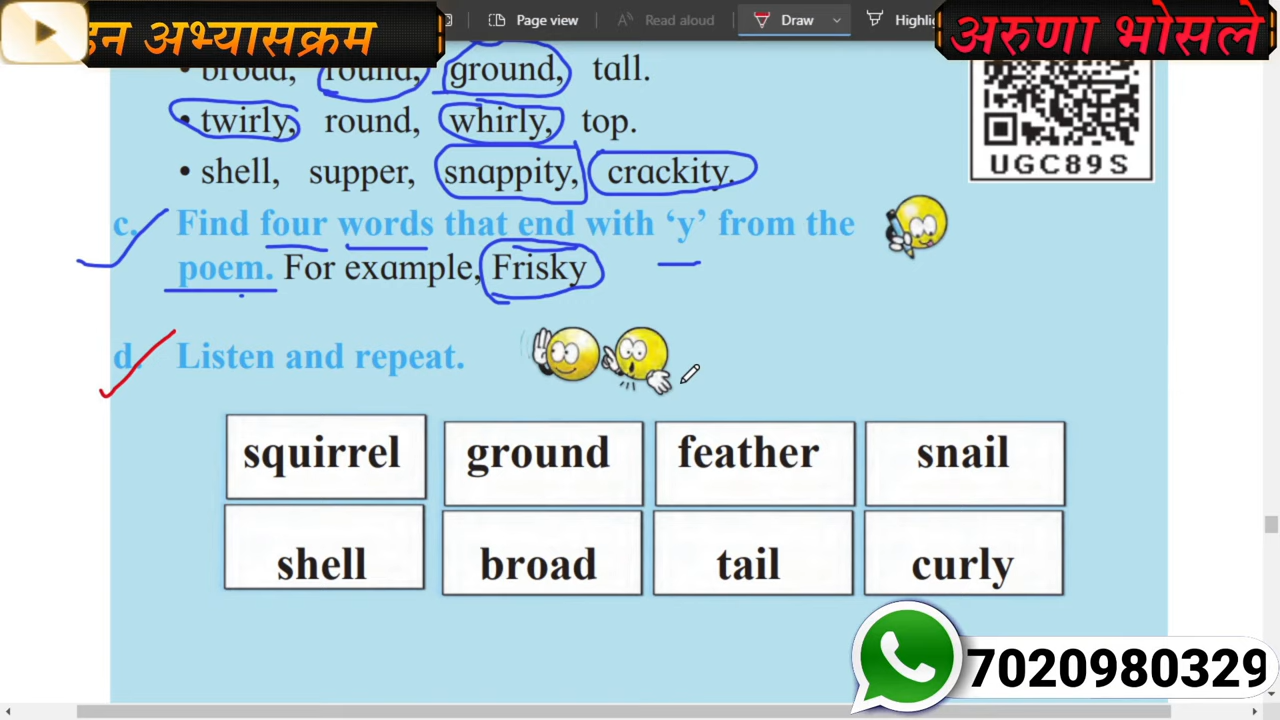 Page view
Read aloud
Draw
अभ्यासक्रम
अरुणा भोसले
• broad, round, ground, tall.
• twirly, round, whirly, top.
• shell, supper, snappity, crackity.
UGC89S
c. Find four words that end with ‘y’ from the
poem. For example, Frisky
d. Listen and repeat.
squirrel ground feather snail
shell broad tail curly
7020980329